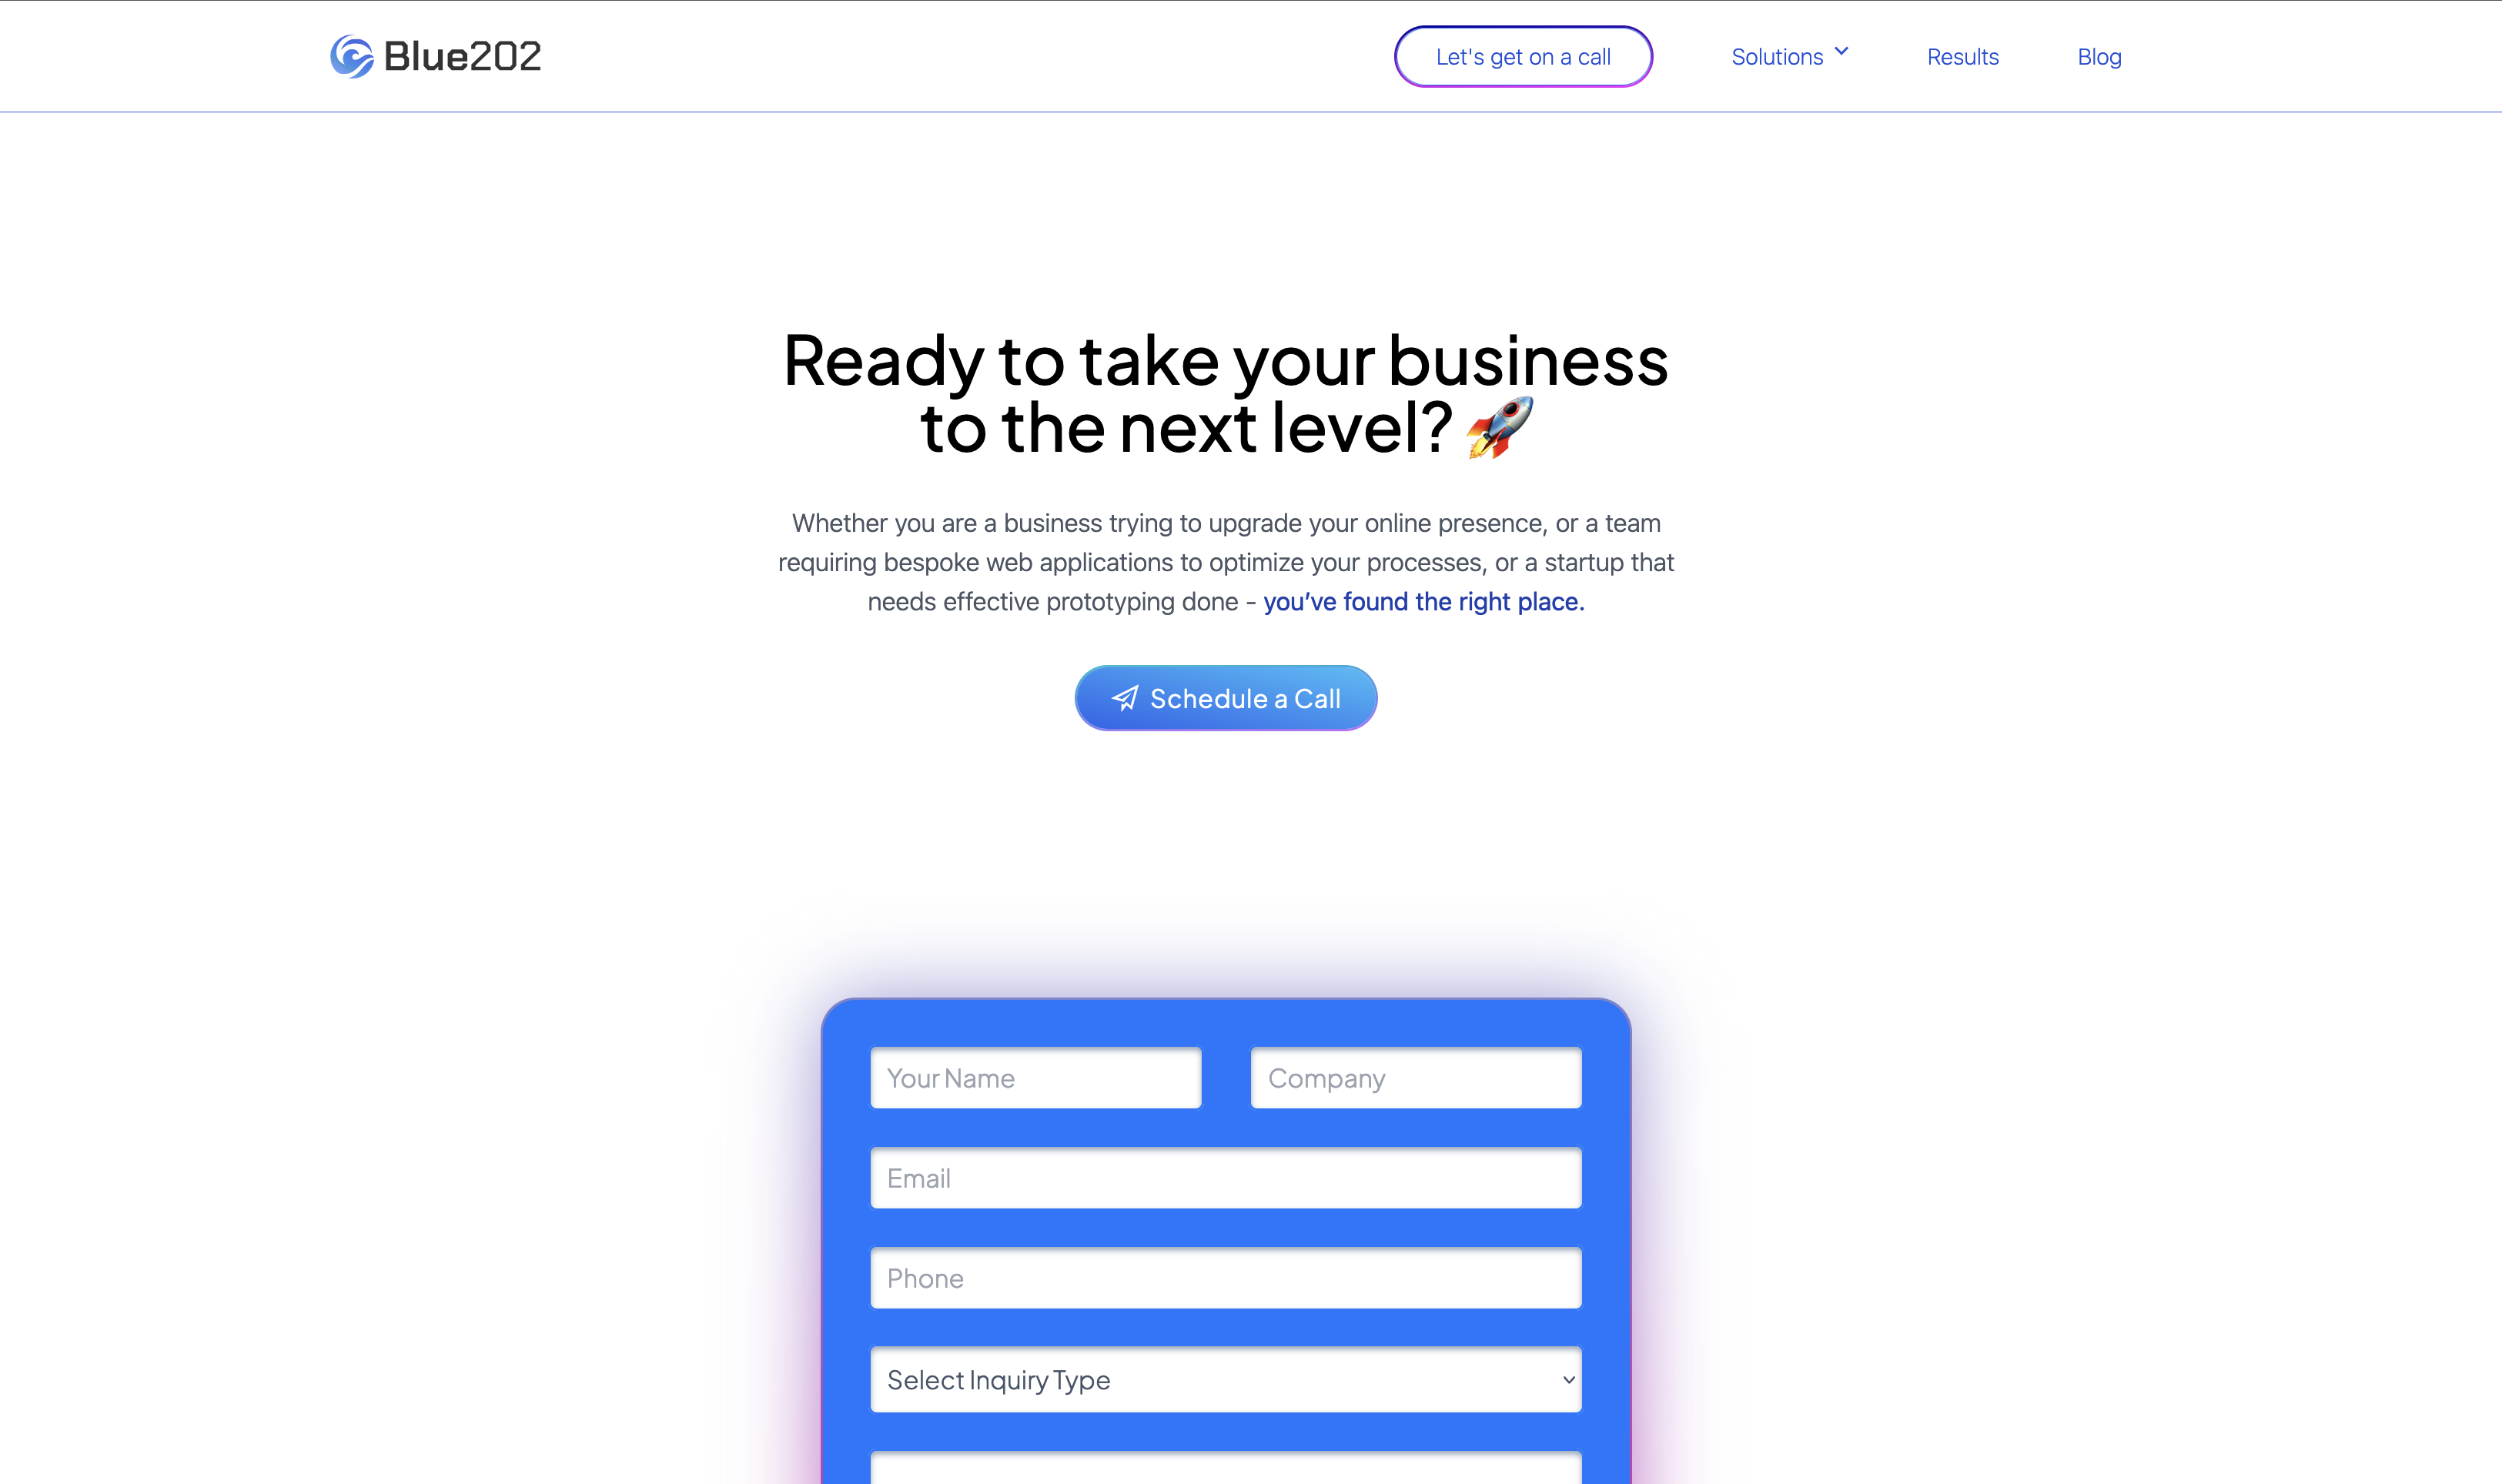 Blue202
Let's get on a call
Solutions
Results
Blog
Ready to take your business
to the next level? 🚀
Whether you are a business trying to upgrade your online presence, or a team
requiring bespoke web applications to optimize your processes, or a startup that
needs effective prototyping done - you've found the right place.
Schedule a Call
Your Name
Company
Email
Phone
Select Inquiry Type